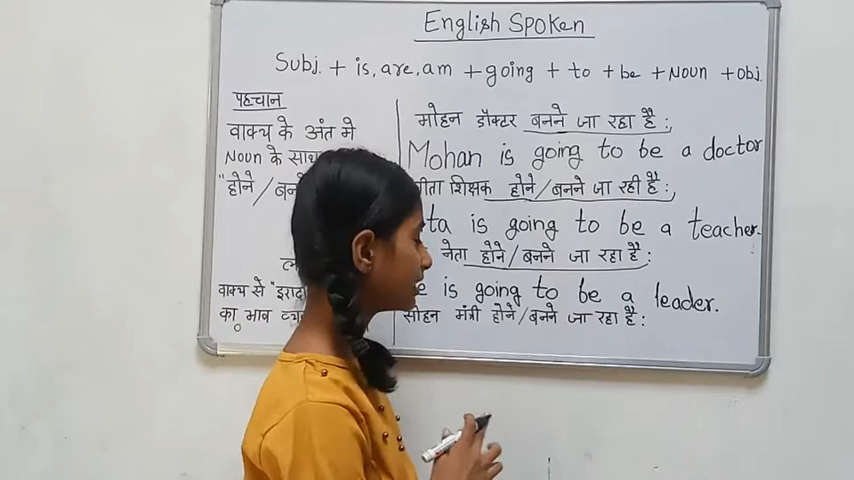 English Spoken
Subj. + is, are, am + going + to + be + Noun + obj.
पहचान
वाक्य के अंत मे
Noun के साथ
"होने/
वाक्य से
का भाव
मोहन डॉक्टर बनने जा रहा है:
Mohan is going to be a doctor
शिक्षक होने/बनने जा रही है:
is going to be a teacher.
नेता होने/बनने जा रहा है:
is going to be a leader.
सोहन मंत्री होने/बनने जा रहा है: